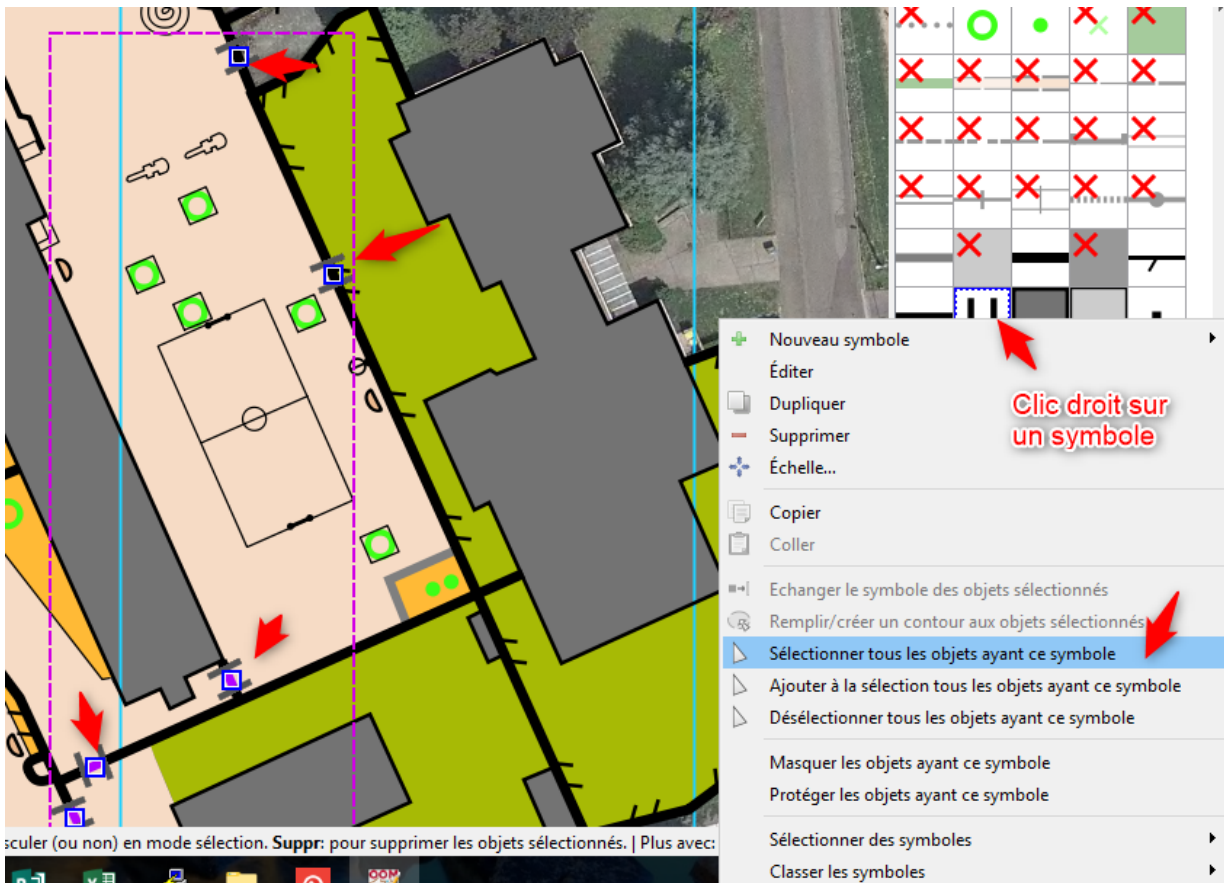 Nouveau symbole
Éditer
Dupliquer
Supprimer
Échelle...
Clic droit sur
un symbole
Copier
Coller
Echanger le symbole des objets sélectionnés
Remplir/créer un contour aux objets sélectionnés
Sélectionner tous les objets ayant ce symbole
Ajouter à la sélection tous les objets ayant ce symbole
Désélectionner tous les objets ayant ce symbole
Masquer les objets ayant ce symbole
Protéger les objets ayant ce symbole
Sélectionner des symboles
Classer les symboles
sculer (ou non) en mode sélection. Suppr: pour supprimer les objets sélectionnés. | Plus avec:
OOM